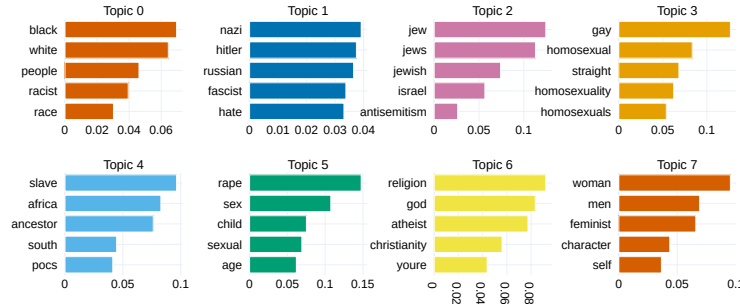 Topic 0
black
white
people
racist
race
0 0.02 0.04 0.06
Topic 1
nazi
hitler
russian
fascist
hate
0 0.01 0.02 0.03 0.04
Topic 2
jew
jews
jewish
israel
antisemitism
0 0.05 0.1
Topic 3
gay
homosexual
straight
homosexuality
homosexuals
0 0.05 0.1
Topic 4
slave
africa
ancestor
south
pocs
0 0.05 0.1
Topic 5
rape
sex
child
sexual
age
0 0.05 0.1 0.15
Topic 6
religion
god
atheist
christianity
youre
0 0.02 0.04 0.06 0.08
Topic 7
woman
men
feminist
character
self
0 0.05